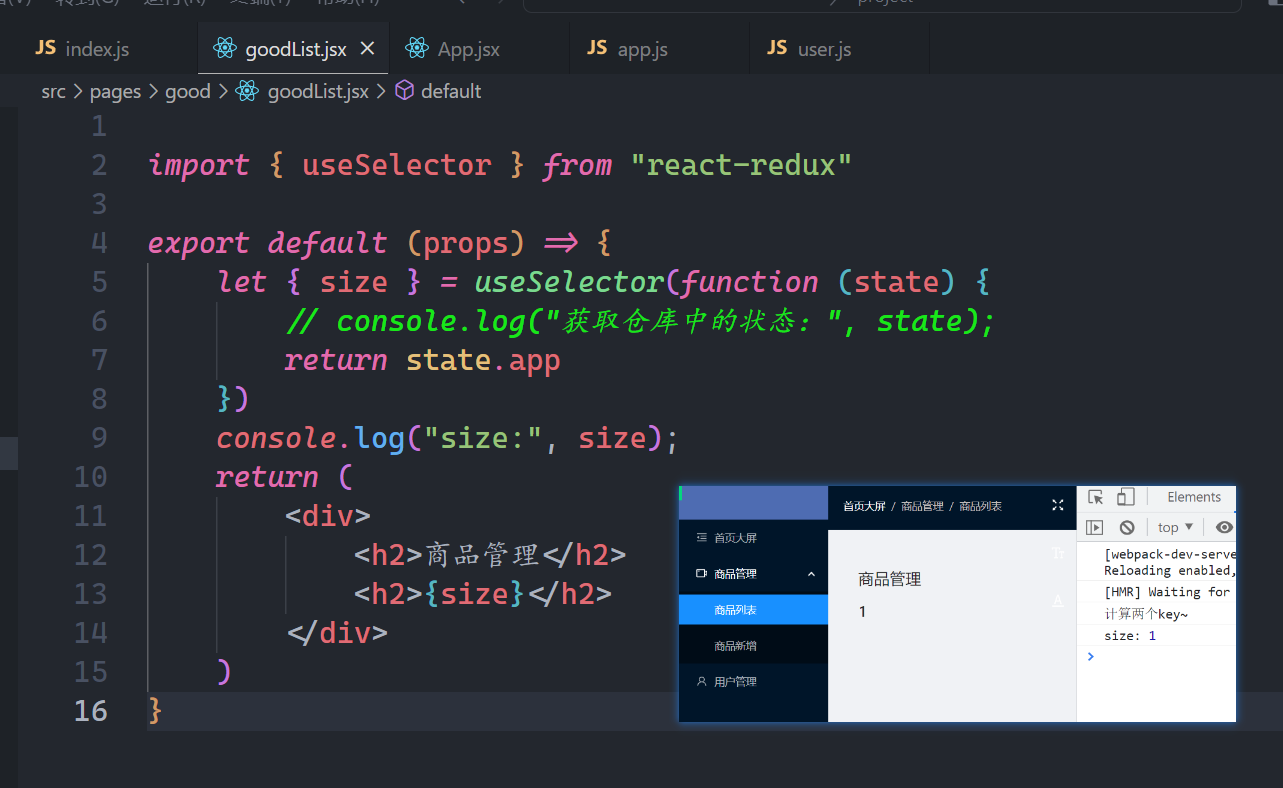 project
JS index.js
goodList.jsx
App.jsx
JS app.js
JS user.js
src > pages > good > goodList.jsx > default
1
2 import { useSelector } from "react-redux"
3
4 export default (props) => {
5 let { size } = useSelector(function (state) {
6 // console.log("获取仓库中的状态: ", state);
7 return state.app
8 })
9 console.log("size:", size);
10 return (
11 <div>
12 <h2>商品管理</h2>
13 <h2>{size}</h2>
14 </div>
15 )
16 }
首页大屏 / 商品管理 / 商品列表
首页大屏
商品管理
商品列表
商品新增
用户管理
商品管理
1
Elements
top
[webpack-dev-serve
Reloading enabled,
[HMR] Waiting for
计算两个key~
size: 1